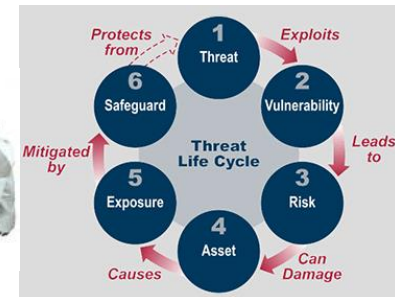 Protects
from
1
Threat
Exploits
2
Vulnerability
Leads
to
3
Risk
Can
Damage
4
Asset
Causes
5
Exposure
Mitigated
by
6
Safeguard
Threat
Life Cycle